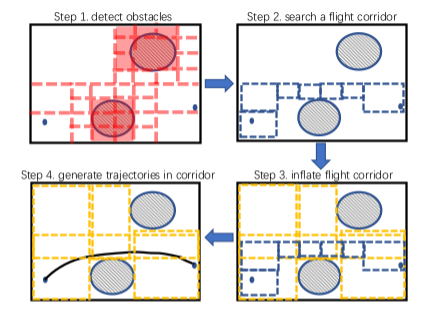 Step 1. detect obstacles
Step 2. search a flight corridor
Step 3. inflate flight corridor
Step 4. generate trajectories in corridor